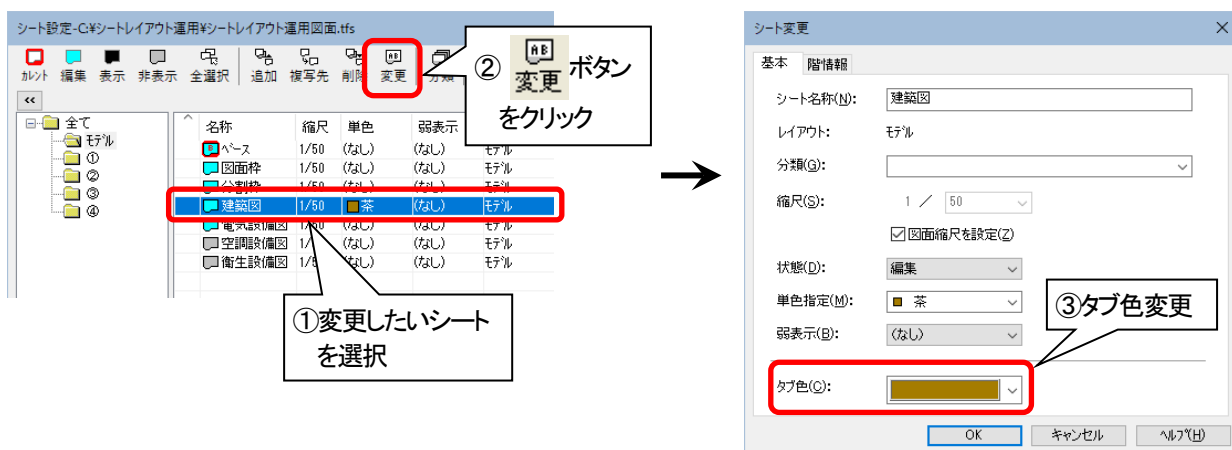 シート設定-C:¥シートレイアウト運用¥シートレイアウト運用図面.tfs
カレント 編集 表示 非表示 全選択 追加 複写先 削除 変更 分類
<<
全て
モデル
①
②
③
④
名称 縮尺 単色 弱表示
ベース 1/50 (なし) (なし) モデル
図面枠 1/50 (なし) (なし) モデル
分割枠 1/50 (なし) (なし) モデル
建築図 1/50 茶 (なし) モデル
電気設備図 1/50 (なし) (なし) モデル
空調設備図 1/ (なし) (なし) モデル
衛生設備図 1/5 (なし) (なし) モデル
② AB 変更 ボタン
をクリック
①変更したいシート
を選択
シート変更
基本 階情報
シート名称(N): 建築図
レイアウト: モデル
分類(G):
縮尺(S): 1 / 50
図面縮尺を設定(Z)
状態(D): 編集
単色指定(M): 茶
弱表示(B): (なし)
③タブ色変更
タブ色(C):
OK キャンセル ヘルプ(H)